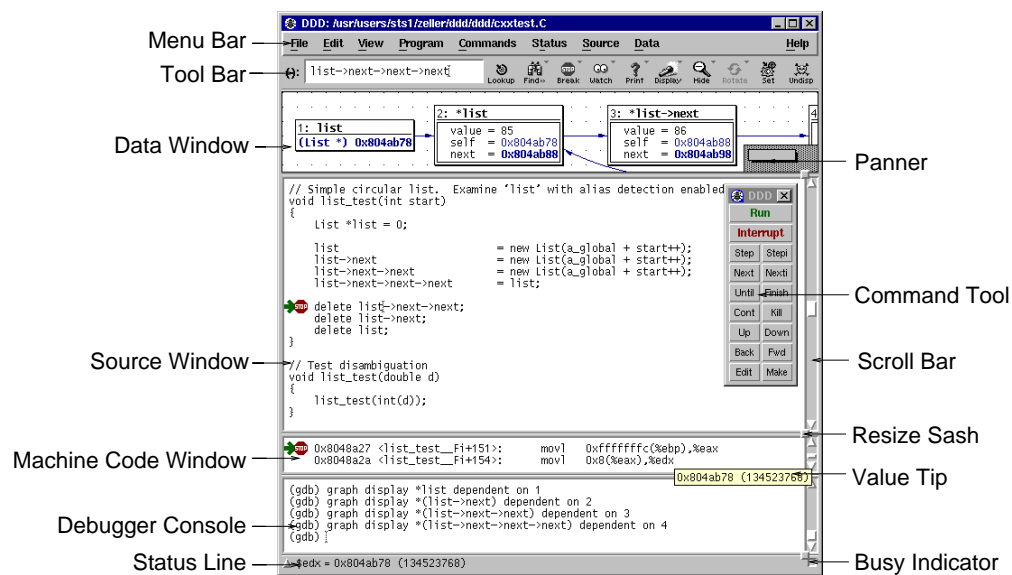 DDD: /usr/users/sts1/zeller/ddd/ddd/cxxtest.C
Menu Bar
File Edit View Program Commands Status Source Data Help
Tool Bar
(): list->next->next->next
Lookup Find» Break Watch Print Display Hide Rotate Set Undisp
Data Window
1: list
(List *) 0x804ab78
2: *list
value = 85
self = 0x804ab78
next = 0x804ab88
3: *list->next
value = 86
self = 0x804ab88
next = 0x804ab98
4
Panner
// Simple circular list. Examine ‘list’ with alias detection enabled
void list_test(int start)
{
List *list = 0;
list = new List(a_global + start++);
list->next = new List(a_global + start++);
list->next->next = new List(a_global + start++);
list->next->next->next = list;
STOP delete list->next->next;
delete list->next;
delete list;
}
// Test disambiguation
void list_test(double d)
{
list_test(int(d));
}
Source Window
DDD
Run
Interrupt
Step Stepi
Next Nexti
Until Finish
Cont Kill
Up Down
Back Fwd
Edit Make
Command Tool
Scroll Bar
Resize Sash
Machine Code Window
STOP 0x8048a27 <list_test__Fi+151>: movl 0xfffffffc(%ebp),%eax
0x8048a2a <list_test__Fi+154>: movl 0x8(%eax),%edx
0x804ab78 (134523768)
Value Tip
Debugger Console
(gdb) graph display *list dependent on 1
(gdb) graph display *(list->next) dependent on 2
(gdb) graph display *(list->next->next) dependent on 3
(gdb) graph display *(list->next->next->next) dependent on 4
(gdb)
Status Line
$edx = 0x804ab78 (134523768)
Busy Indicator